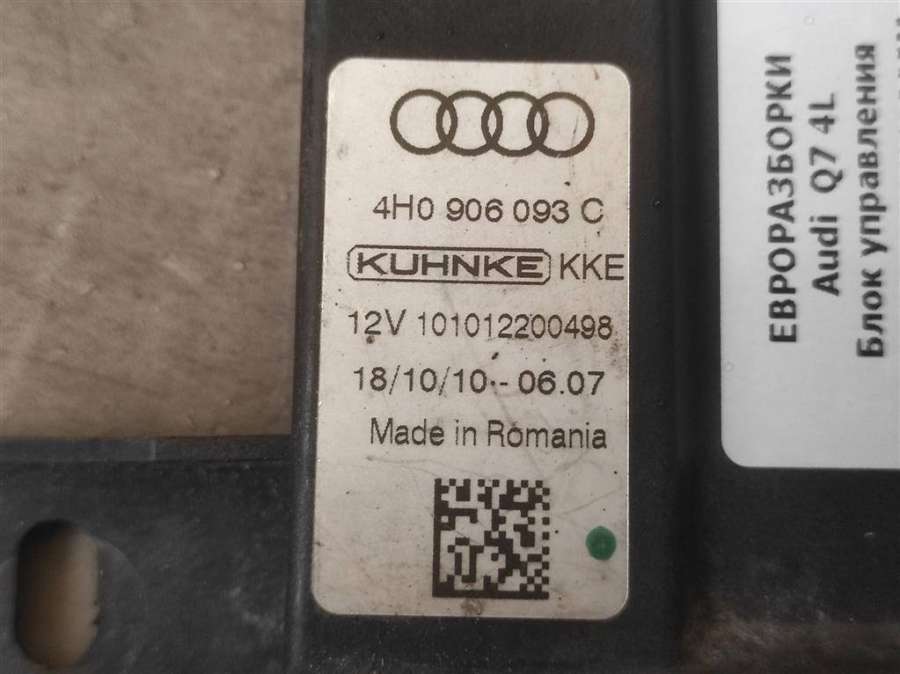 4H0 906 093 C
KUHNKE KKE
12V 101012200498
18/10/10 - 06.07
Made in Romania
ЕВРОРАЗБОРКИ
Audi Q7 4L
Блок управления